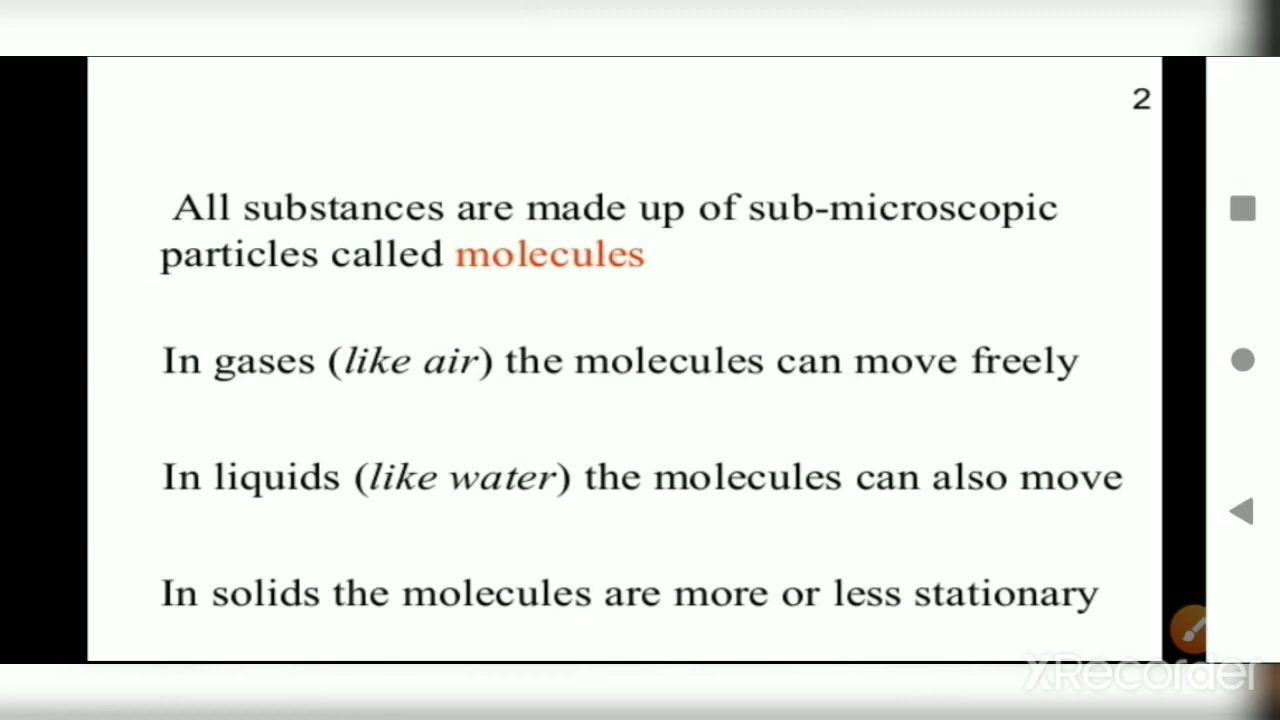 2
All substances are made up of sub-microscopic
particles called molecules
In gases (like air) the molecules can move freely
In liquids (like water) the molecules can also move
In solids the molecules are more or less stationary
XRecorder